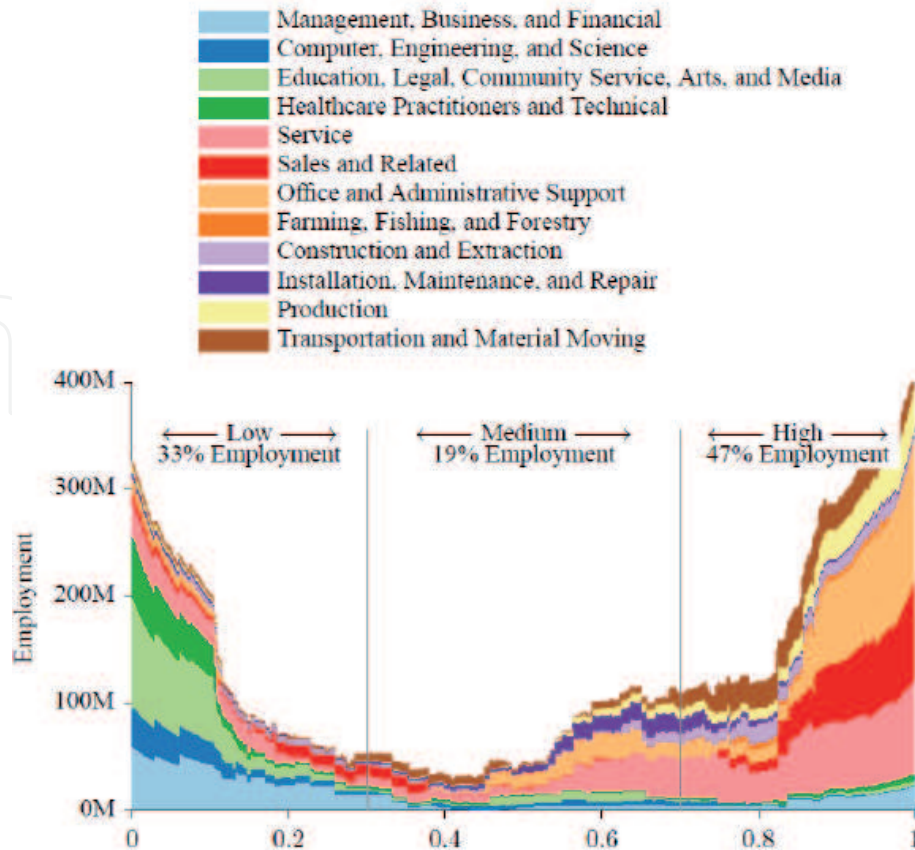 Management, Business, and Financial
Computer, Engineering, and Science
Education, Legal, Community Service, Arts, and Media
Healthcare Practitioners and Technical
Service
Sales and Related
Office and Administrative Support
Farming, Fishing, and Forestry
Construction and Extraction
Installation, Maintenance, and Repair
Production
Transportation and Material Moving
400M
Low Medium High
33% Employment 19% Employment 47% Employment
300M
200M
100M
0M
Employment
0 0.2 0.4 0.6 0.8 1